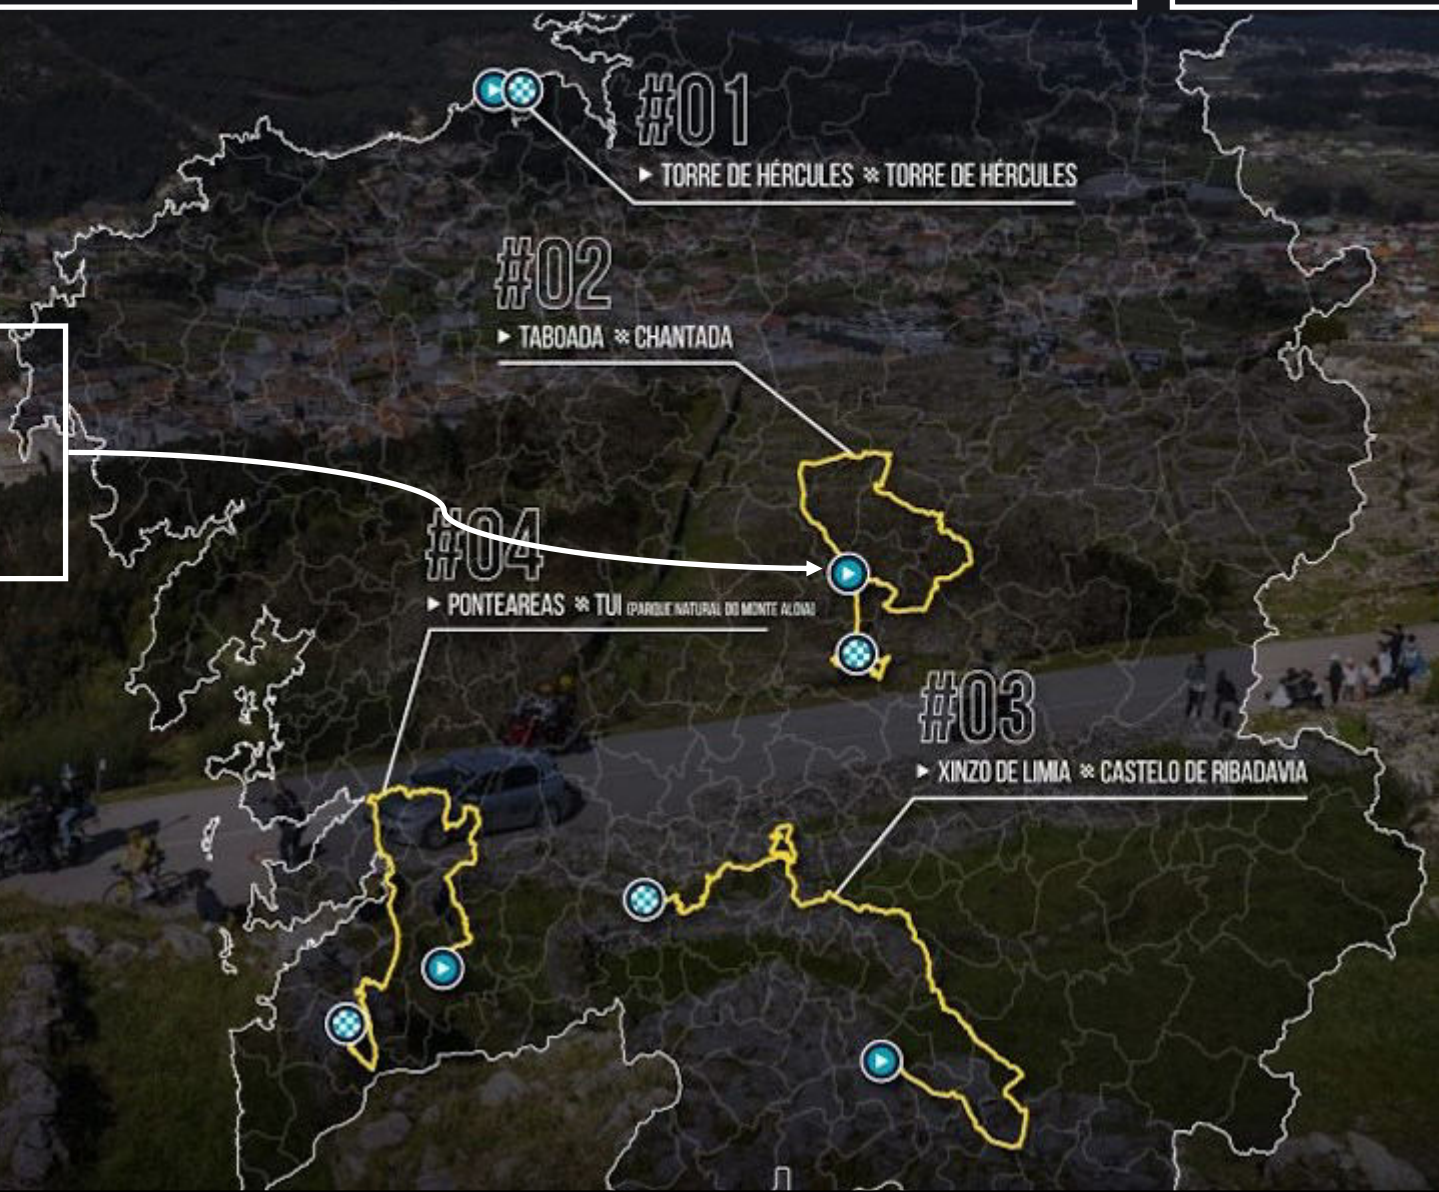 #01
TORRE DE HÉRCULES TORRE DE HÉRCULES
#02
TABOADA CHANTADA
#04
PONTEAREAS TUI (PARQUE NATURAL DO MONTE ALOIA)
#03
XINZO DE LIMIA CASTELO DE RIBADAVIA